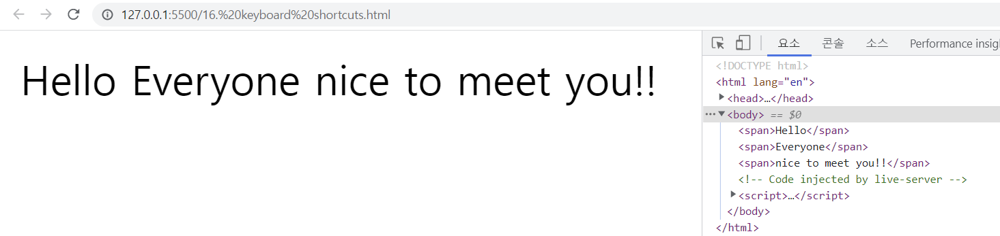 127.0.0.1:5500/16.%20keyboard%20shortcuts.html
Hello Everyone nice to meet you!!
요소 콘솔 소스 Performance insigh
<!DOCTYPE html>
<html lang="en">
<head>…</head>
<body> == $0
<span>Hello</span>
<span>Everyone</span>
<span>nice to meet you!!</span>
<!-- Code injected by live-server -->
<script>…</script>
</body>
</html>